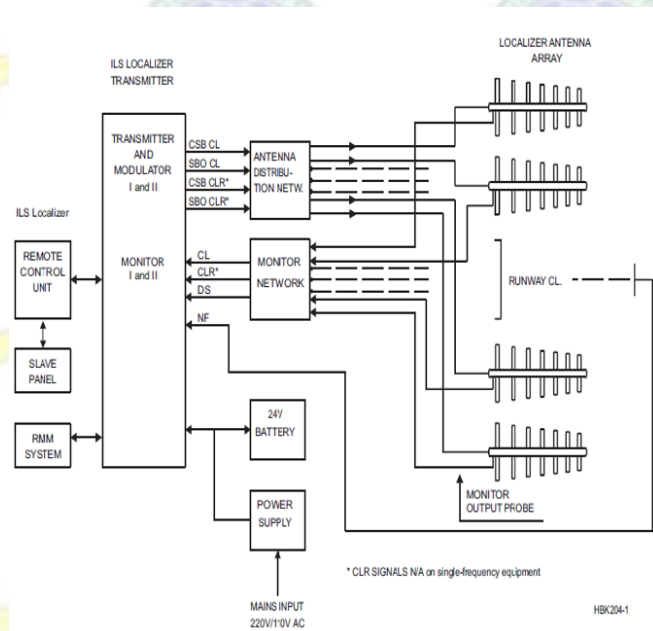 LOCALIZER ANTENNA
ARRAY
ILS LOCALIZER
TRANSMITTER
TRANSMITTER
AND
MODULATOR
I and II
CSB CL
SBO CL
CSB CLR*
SBO CLR*
ANTENNA
DISTRIBU-
TION NETW.
ILS Localizer
REMOTE
CONTROL
UNIT
MONITOR
I and II
CL
CLR*
DS
NF
MONITOR
NETWORK
RUNWAY CL.
SLAVE
PANEL
RMM
SYSTEM
24V
BATTERY
POWER
SUPPLY
MONITOR
OUTPUT PROBE
* CLR SIGNALS N/A on single-frequency equipment
MAINS INPUT
220V/110V AC
HBK204-1